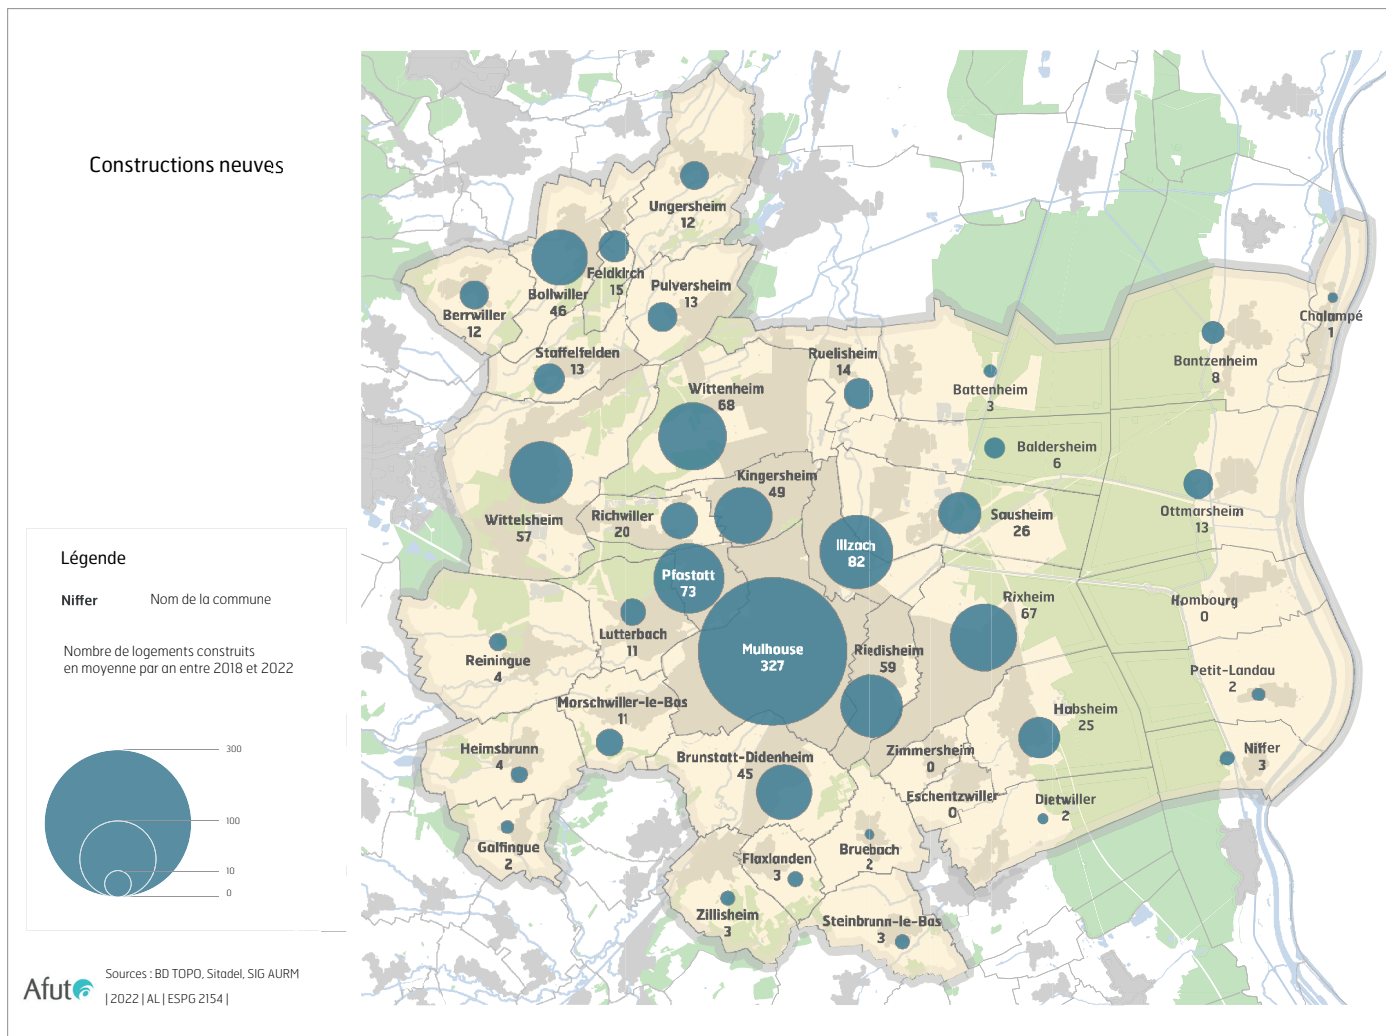 Constructions neuves
Ungersheim
12
Feldkirch
15
Bollwiller
46
Berrwiller
12
Pulversheim
13
Staffelfelden
13
Ruelisheim
14
Wittenheim
68
Battenheim
3
Bantzenheim
8
Chalampé
1
Baldersheim
6
Kingersheim
49
Wittelsheim
57
Richwiller
20
Sausheim
26
Ottmarsheim
13
Illzach
82
Pfastatt
73
Rixheim
67
Hombourg
0
Lutterbach
11
Mulhouse
327
Riedisheim
59
Reiningue
4
Petit-Landau
2
Morschwiller-le-Bas
11
Habsheim
25
Heimsbrunn
4
Brunstatt-Didenheim
45
Zimmersheim
0
Niffer
3
Eschentzwiller
0
Dietwiller
2
Galfingue
2
Bruebach
2
Flaxlanden
3
Zillisheim
3
Steinbrunn-le-Bas
3
Légende
Niffer Nom de la commune
Nombre de logements construits
en moyenne par an entre 2018 et 2022
300
100
10
0
Afut
Sources : BD TOPO, Sitadel, SIG AURM
| 2022 | AL | ESPG 2154 |